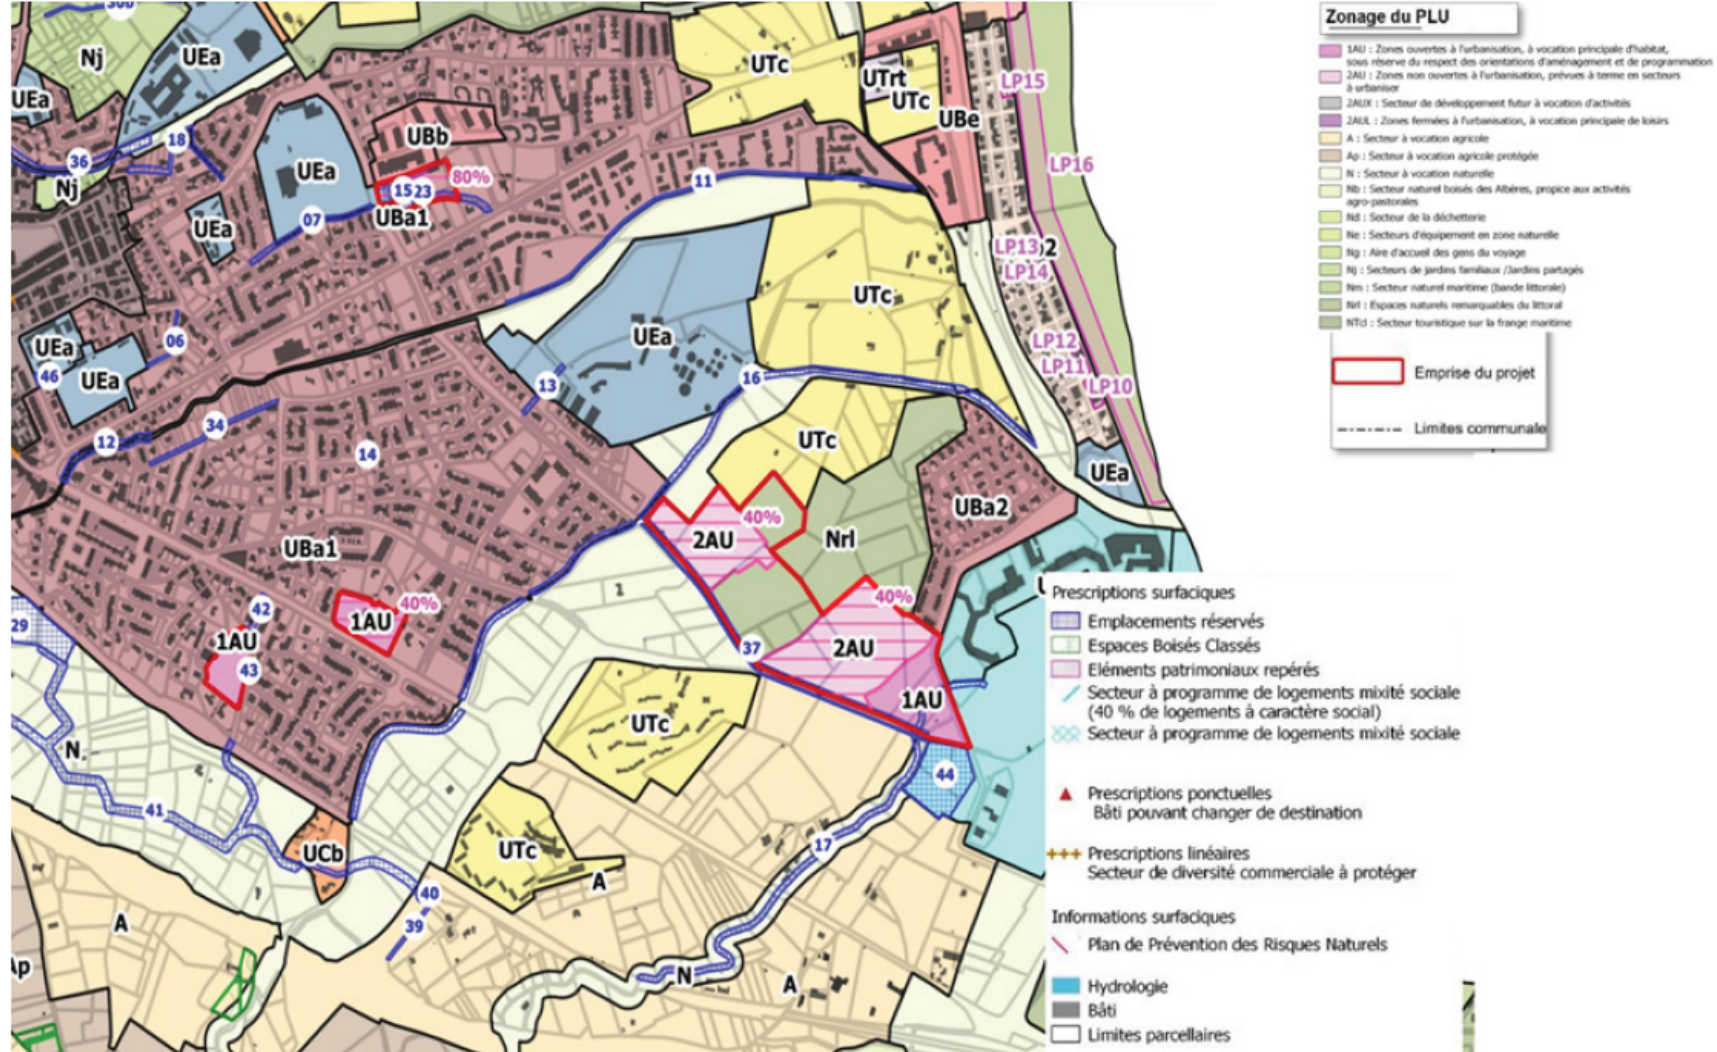 30b
Nj
UEa
UEa
36
18
Nj
UEa
UBb
15 23
80%
UBa1
07
UEa
UTc
UTrt
UTc
UBe
LP15
LP16
11
LP13
2
LP14
UTc
UEa
LP12
LP11
LP10
UEa
46
UEa
06
13
16
12
34
14
UTc
UEa
UBa2
40%
2AU
Nrl
UBa1
40%
1AU
42
1AU
43
29
40%
2AU
37
1AU
44
UTc
N
41
UCb
UTc
A
17
40
39
A
Ap
N
A
Zonage du PLU
1AU : Zones ouvertes à l'urbanisation, à vocation principale d'habitat,
sous réserve du respect des orientations d'aménagement et de programmation
2AU : Zones non ouvertes à l'urbanisation, prévues à terme en secteurs
à urbaniser
2AUX : Secteur de développement futur à vocation d'activités
2AUL : Zones fermées à l'urbanisation, à vocation principale de loisirs
A : Secteur à vocation agricole
Ap : Secteur à vocation agricole protégée
N : Secteur à vocation naturelle
Nb : Secteur naturel boisés des Albères, propice aux activités
agro-pastorales
Nd : Secteur de la déchetterie
Ne : Secteurs d'équipement en zone naturelle
Ng : Aire d'accueil des gens du voyage
Nj : Secteurs de jardins familiaux /Jardins partagés
Nm : Secteur naturel maritime (bande littorale)
Nrl : Espaces naturels remarquables du littoral
NTcl : Secteur touristique sur la frange maritime
Emprise du projet
Limites communale
Prescriptions surfaciques
Emplacements réservés
Espaces Boisés Classés
Eléments patrimoniaux repérés
Secteur à programme de logements mixité sociale
(40 % de logements à caractère social)
Secteur à programme de logements mixité sociale
Prescriptions ponctuelles
Bâti pouvant changer de destination
Prescriptions linéaires
Secteur de diversité commerciale à protéger
Informations surfaciques
Plan de Prévention des Risques Naturels
Hydrologie
Bâti
Limites parcellaires